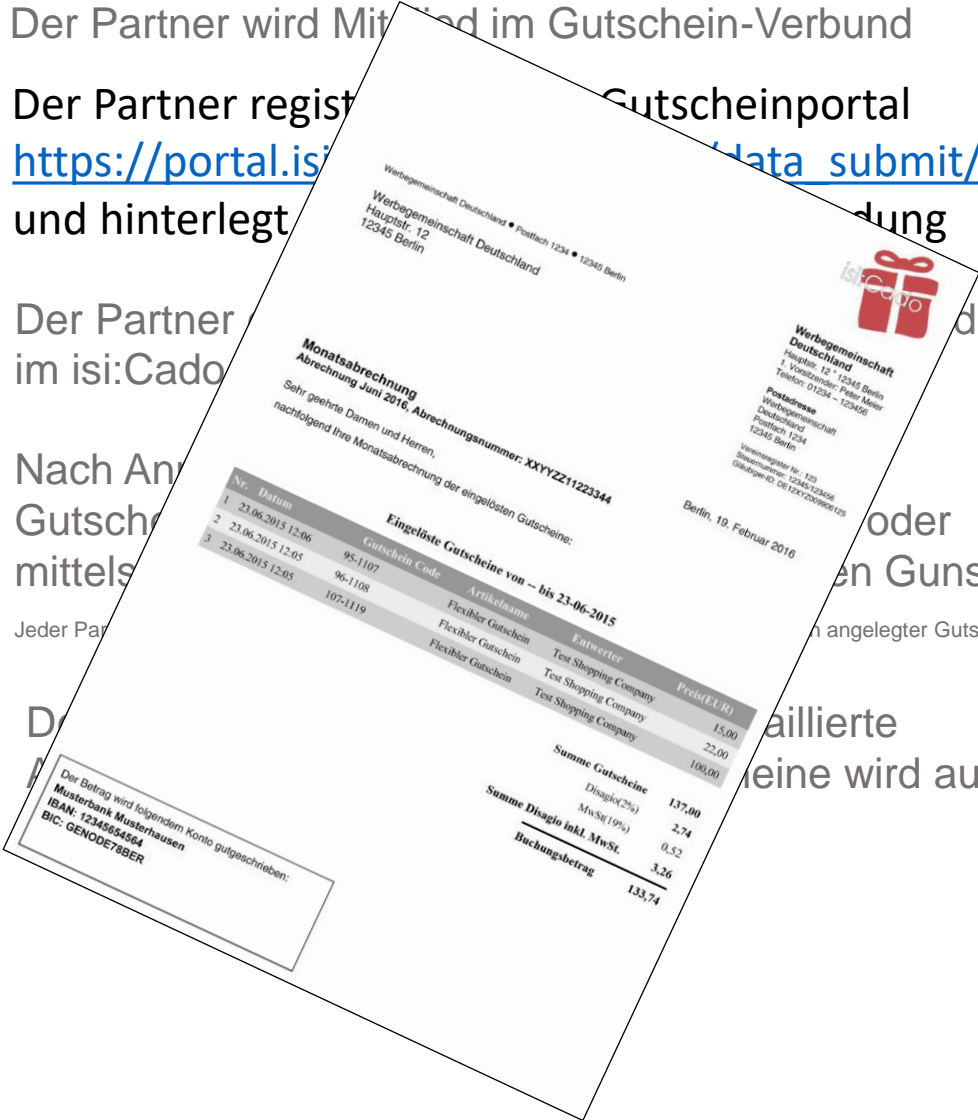 Der Partner wird Mitglied im Gutschein-Verbund
Der Partner regist Gutscheinportal
https://portal.isi /data_submit/
und hinterlegt dung
Der Partner
im isi:Cado
Nach An
Gutsche oder
mittels en Guns
Jeder Par n angelegter Guts
De aillierte
A eine wird au
Werbegemeinschaft Deutschland ● Postfach 1234 ● 12345 Berlin
Werbegemeinschaft Deutschland
Hauptstr. 12
12345 Berlin
isi:Cado
Werbegemeinschaft
Deutschland
Hauptstr. 12 * 12345 Berlin
1. Vorsitzender: Peter Meier
Telefon: 01234 – 123456
Postadresse
Werbegemeinschaft
Deutschland
Postfach 1234
12345 Berlin
Vereinsregister Nr.: 123
Steuernummer: 12345/123456
Gläubiger-ID: DE12XYZ009906125
Berlin, 19. Februar 2016
Monatsabrechnung
Abrechnung Juni 2016, Abrechnungsnummer: XXYYZZ11223344
Sehr geehrte Damen und Herren,
nachfolgend Ihre Monatsabrechnung der eingelösten Gutscheine:
Eingelöste Gutscheine von -- bis 23-06-2015
Nr. Datum Gutschein Code Artikelname Entwerter Preis(EUR)
1 23.06.2015 12:06 95-1107 Flexibler Gutschein Test Shopping Company 15,00
2 23.06.2015 12:05 96-1108 Flexibler Gutschein Test Shopping Company 22,00
3 23.06.2015 12:05 107-1119 Flexibler Gutschein Test Shopping Company 100,00
Summe Gutscheine 137,00
Disagio(2%) 2,74
MwSt(19%) 0,52
Summe Disagio inkl. MwSt. 3,26
Buchungsbetrag 133,74
Der Betrag wird folgendem Konto gutgeschrieben:
Musterbank Musterhausen
IBAN: 12345654564
BIC: GENODE78BER